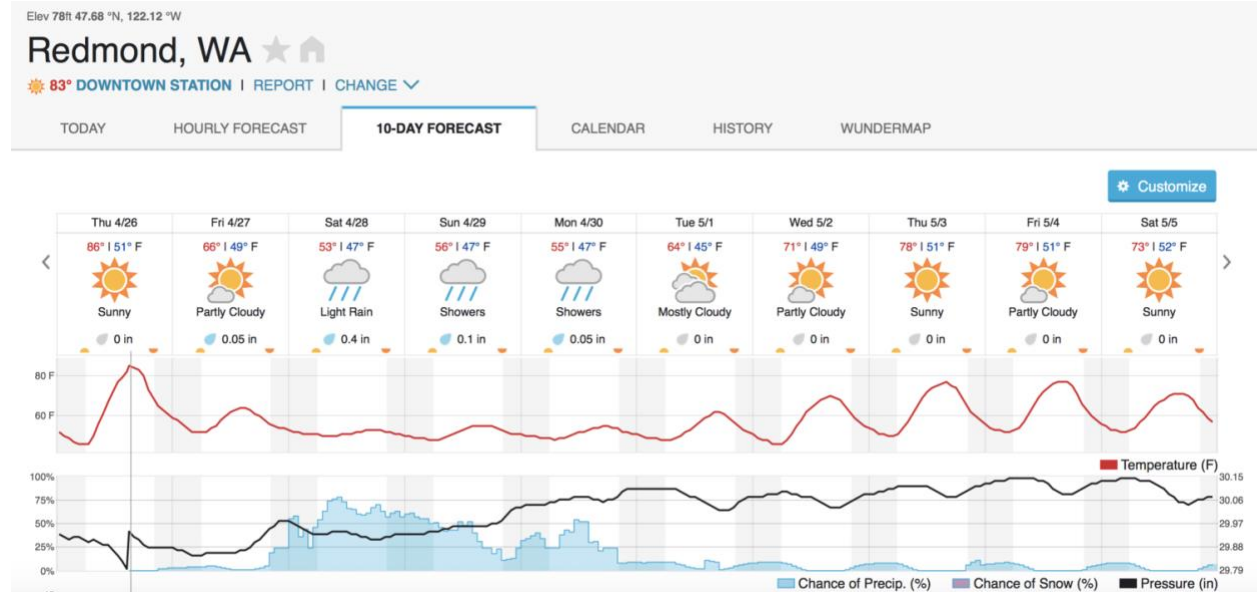 Elev 78ft 47.68 °N, 122.12 °W
Redmond, WA
83° DOWNTOWN STATION | REPORT | CHANGE
TODAY HOURLY FORECAST 10-DAY FORECAST CALENDAR HISTORY WUNDERMAP
Customize
Thu 4/26 Fri 4/27 Sat 4/28 Sun 4/29 Mon 4/30 Tue 5/1 Wed 5/2 Thu 5/3 Fri 5/4 Sat 5/5
86° | 51° F 66° | 49° F 53° | 47° F 56° | 47° F 55° | 47° F 64° | 45° F 71° | 49° F 78° | 51° F 79° | 51° F 73° | 52° F
Sunny Partly Cloudy Light Rain Showers Showers Mostly Cloudy Partly Cloudy Sunny Partly Cloudy Sunny
0 in 0.05 in 0.4 in 0.1 in 0.05 in 0 in 0 in 0 in 0 in 0 in
80 F
60 F
Temperature (F)
100% 30.15
75% 30.06
50% 29.97
25% 29.88
0% 29.79
Chance of Precip. (%) Chance of Snow (%) Pressure (in)